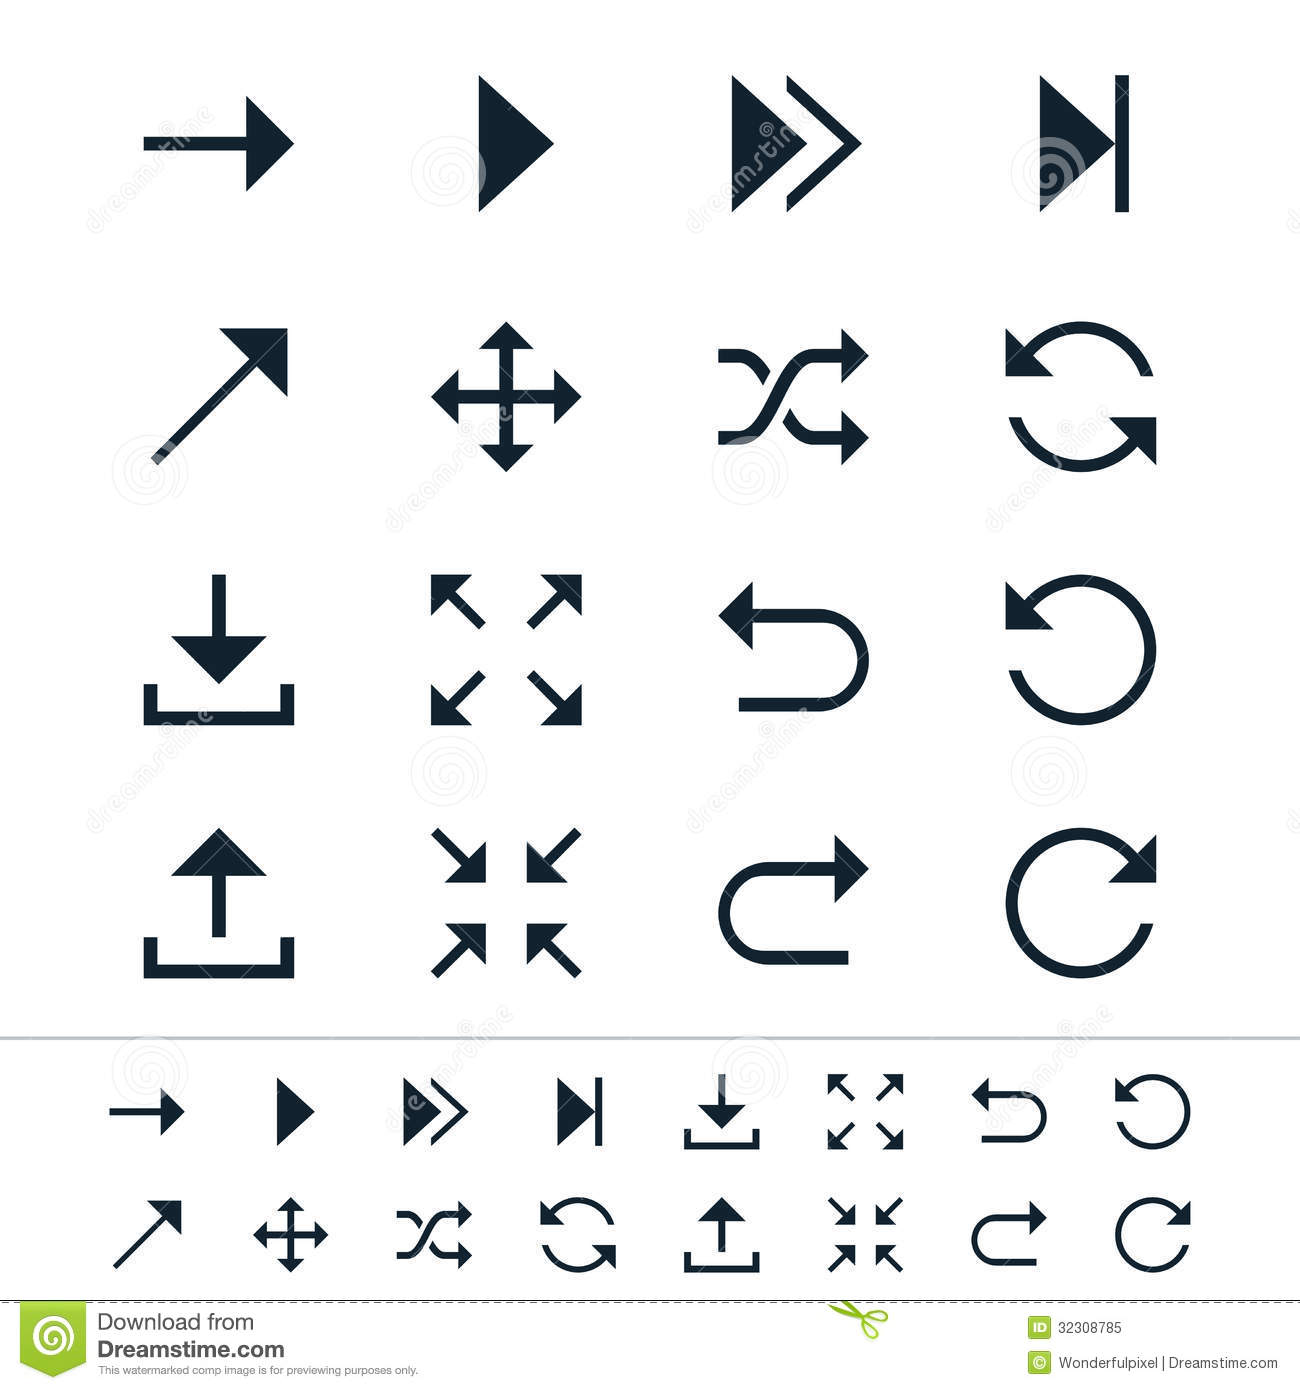 Download from
Dreamstime.com
This watermarked comp image is for previewing purposes only.
ID 32308785
© Wonderfulpixel | Dreamstime.com